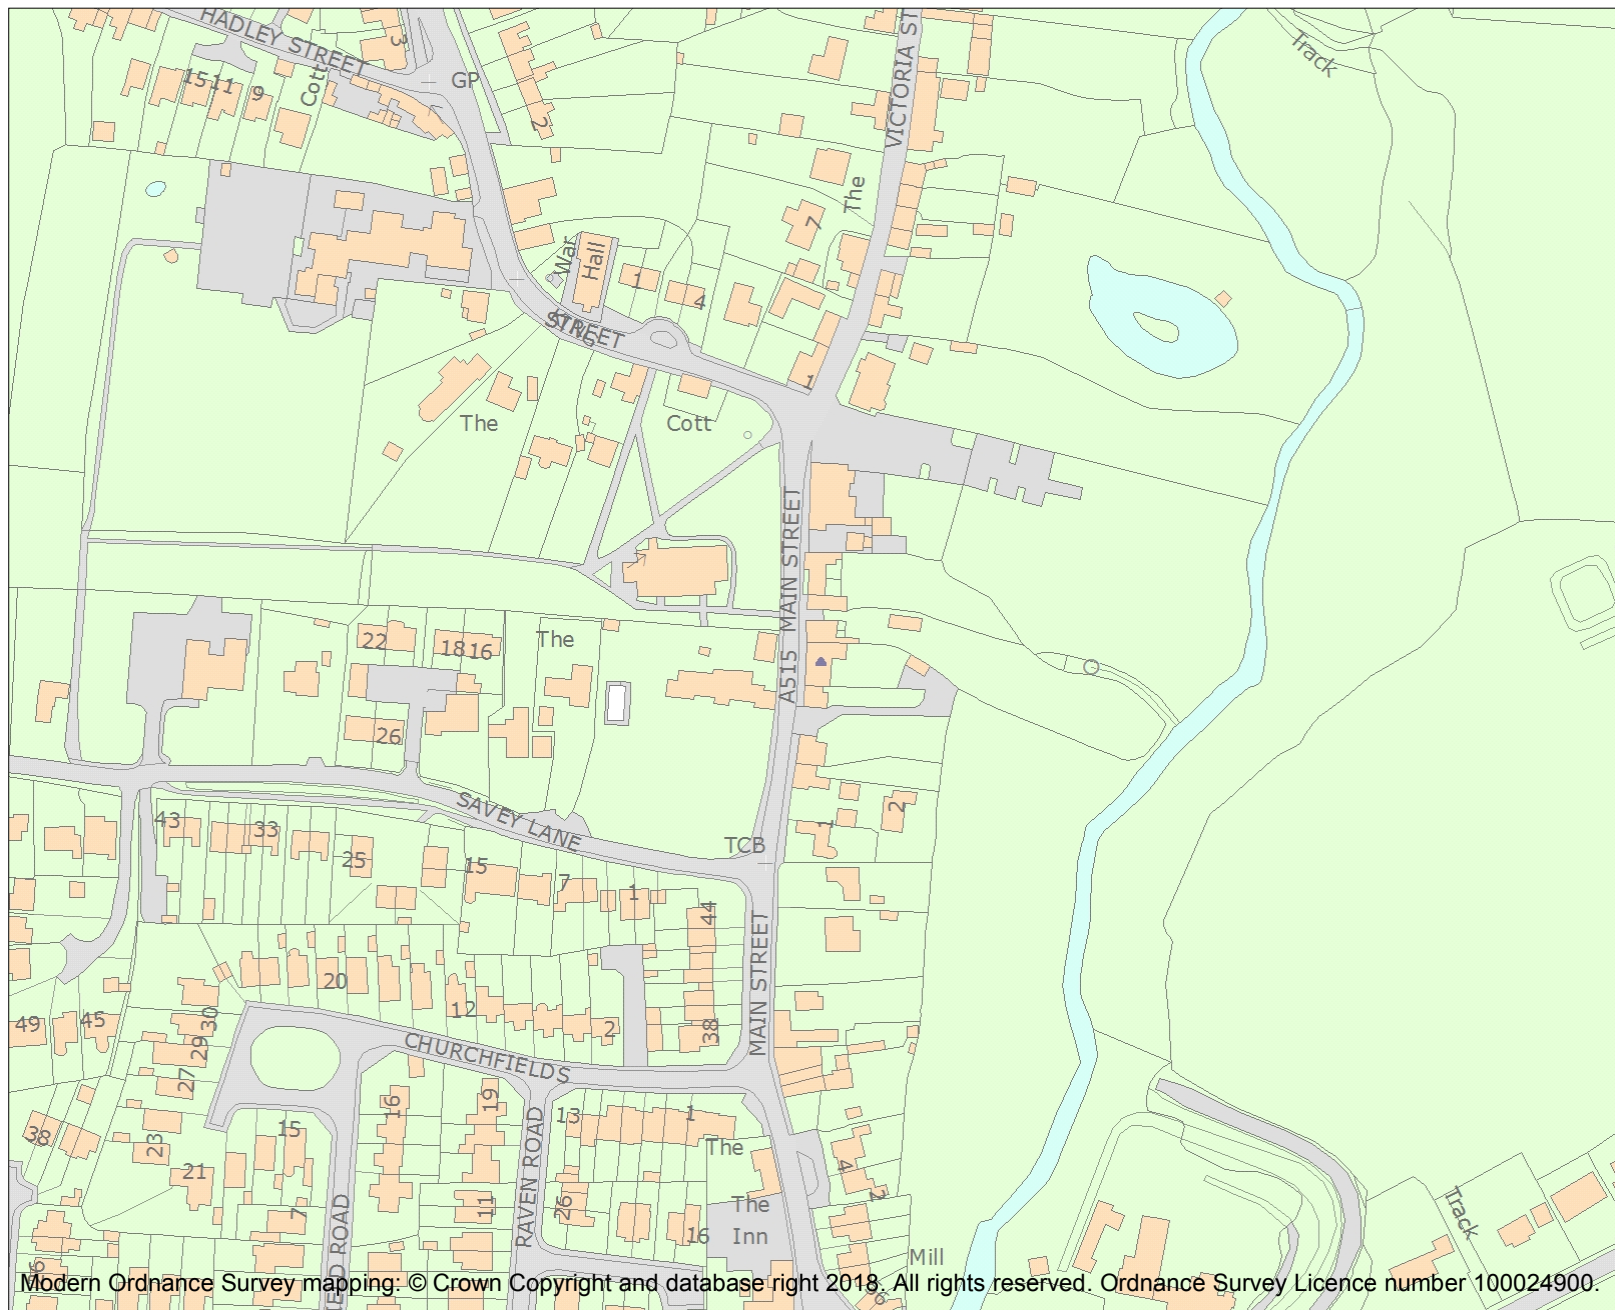 HADLEY STREET
3
GP
VICTORIA ST
Track
15 11
9
Cott
2
The
7
War
Hall
1
4
STREET
1
The
Cott
A515 MAIN STREET
22
18 16
The
26
SAVEY LANE
43
33
25
15
7
1
TCB
2
1
44
MAIN STREET
20
12
2
38
49
45
30
29
27
CHURCHFIELDS
16
19
13
1
The
38
23
15
21
RAVEN ROAD
4
2
7
11
26
The
Inn
16
Mill
Track
ROAD
Modern Ordnance Survey mapping: © Crown Copyright and database right 2018. All rights reserved. Ordnance Survey Licence number 100024900.